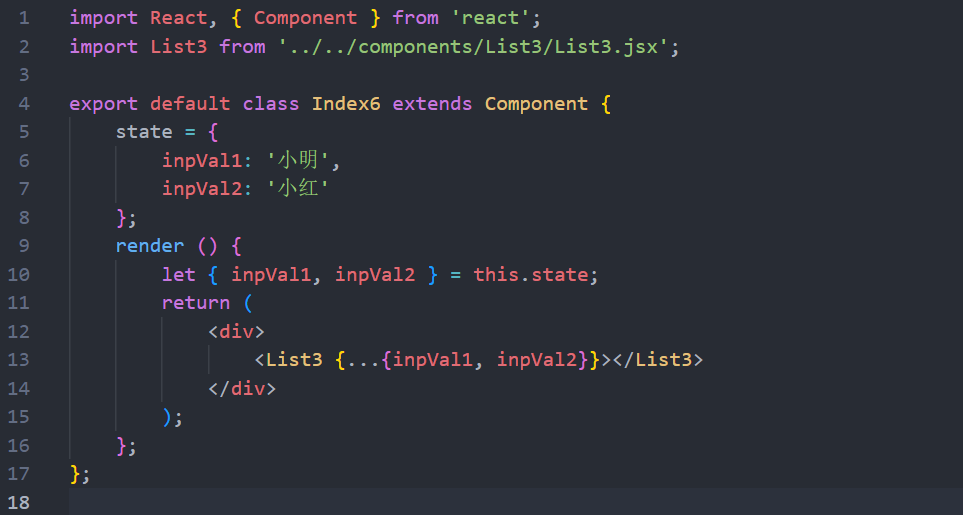 1 import React, { Component } from 'react';
2 import List3 from '../../components/List3/List3.jsx';
3
4 export default class Index6 extends Component {
5     state = {
6         inpVal1: '小明',
7         inpVal2: '小红'
8     };
9     render () {
10         let { inpVal1, inpVal2 } = this.state;
11         return (
12             <div>
13                 <List3 {...{inpVal1, inpVal2}}></List3>
14             </div>
15         );
16     };
17 };
18